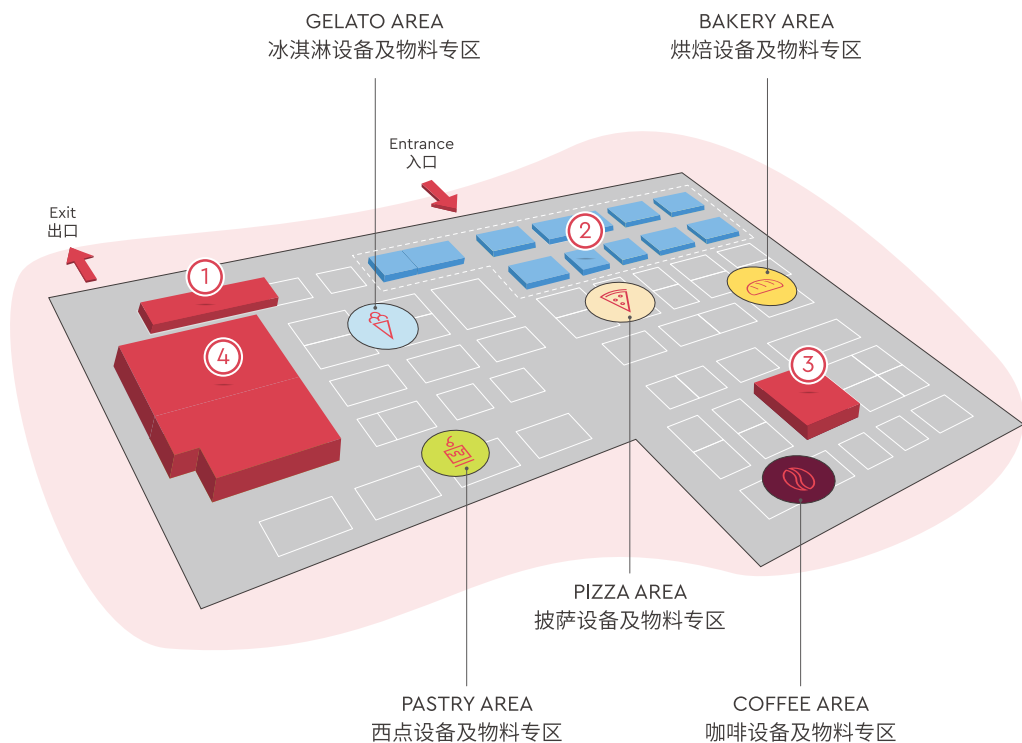 GELATO AREA
冰淇淋设备及物料专区
BAKERY AREA
烘焙设备及物料专区
Entrance
入口
Exit
出口
1
2
3
4
PIZZA AREA
披萨设备及物料专区
PASTRY AREA
西点设备及物料专区
COFFEE AREA
咖啡设备及物料专区